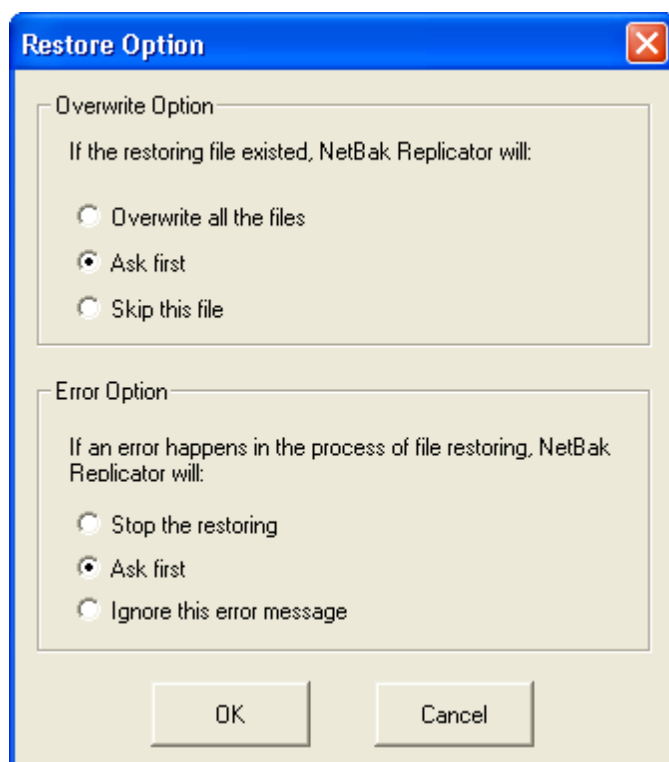 Restore Option
Overwrite Option
If the restoring file existed, NetBak Replicator will:
Overwrite all the files
Ask first
Skip this file
Error Option
If an error happens in the process of file restoring, NetBak
Replicator will:
Stop the restoring
Ask first
Ignore this error message
OK
Cancel